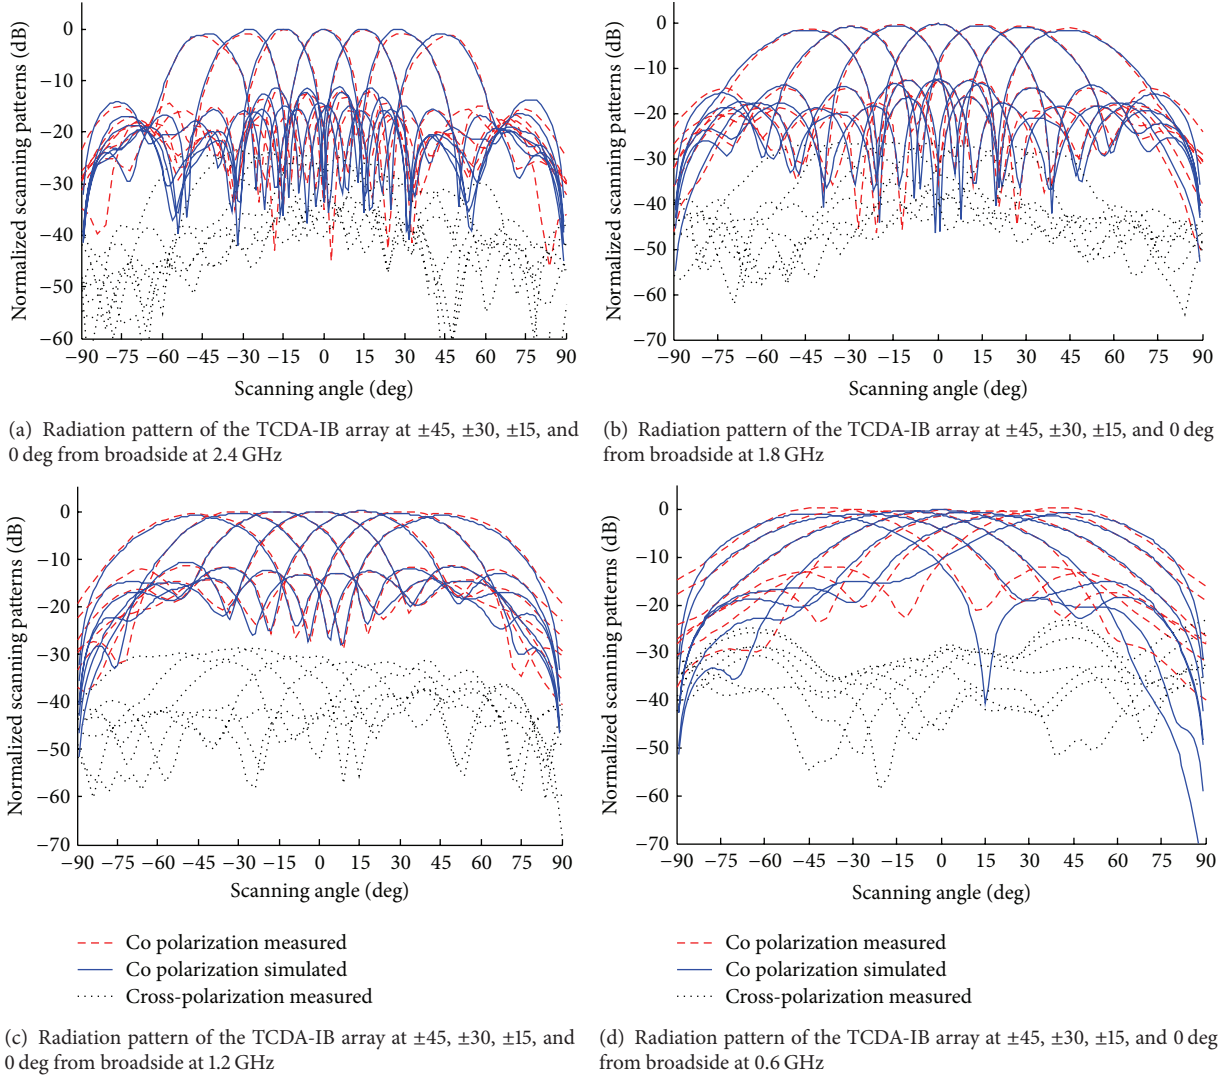 Normalized scanning patterns (dB)
0
−10
−20
−30
−40
−50
−60
−90 −75 −60 −45 −30 −15 0 15 30 45 60 75 90
Scanning angle (deg)
(a) Radiation pattern of the TCDA-IB array at ±45, ±30, ±15, and
0 deg from broadside at 2.4 GHz
Normalized scanning patterns (dB)
0
−10
−20
−30
−40
−50
−60
−70
−90 −75 −60 −45 −30 −15 0 15 30 45 60 75 90
Scanning angle (deg)
(b) Radiation pattern of the TCDA-IB array at ±45, ±30, ±15, and 0 deg
from broadside at 1.8 GHz
Normalized scanning patterns (dB)
0
−10
−20
−30
−40
−50
−60
−70
−90 −75 −60 −45 −30 −15 0 15 30 45 60 75 90
Scanning angle (deg)
Co polarization measured
Co polarization simulated
Cross-polarization measured
(c) Radiation pattern of the TCDA-IB array at ±45, ±30, ±15, and
0 deg from broadside at 1.2 GHz
Normalized scanning patterns (dB)
0
−10
−20
−30
−40
−50
−60
−70
−90 −75 −60 −45 −30 −15 0 15 30 45 60 75 90
Scanning angle (deg)
Co polarization measured
Co polarization simulated
Cross-polarization measured
(d) Radiation pattern of the TCDA-IB array at ±45, ±30, ±15, and 0 deg
from broadside at 0.6 GHz